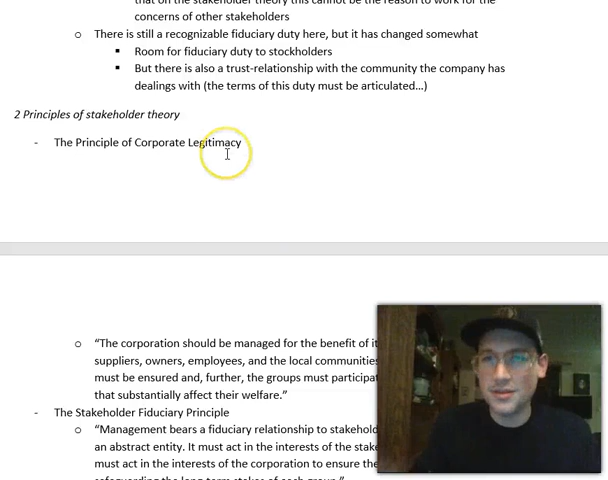 that on the stakeholder theory this cannot be the reason to work for the
concerns of other stakeholders
o There is still a recognizable fiduciary duty here, but it has changed somewhat
▪ Room for fiduciary duty to stockholders
▪ But there is also a trust-relationship with the community the company has
dealings with (the terms of this duty must be articulated…)
2 Principles of stakeholder theory
- The Principle of Corporate Legitimacy
o “The corporation should be managed for the benefit of
suppliers, owners, employees, and the local communities
must be ensured and, further, the groups must participat
that substantially affect their welfare.”
- The Stakeholder Fiduciary Principle
o “Management bears a fiduciary relationship to stakehold
an abstract entity. It must act in the interests of the stake
must act in the interests of the corporation to ensure the
safeguarding the long term stakes of each group.”